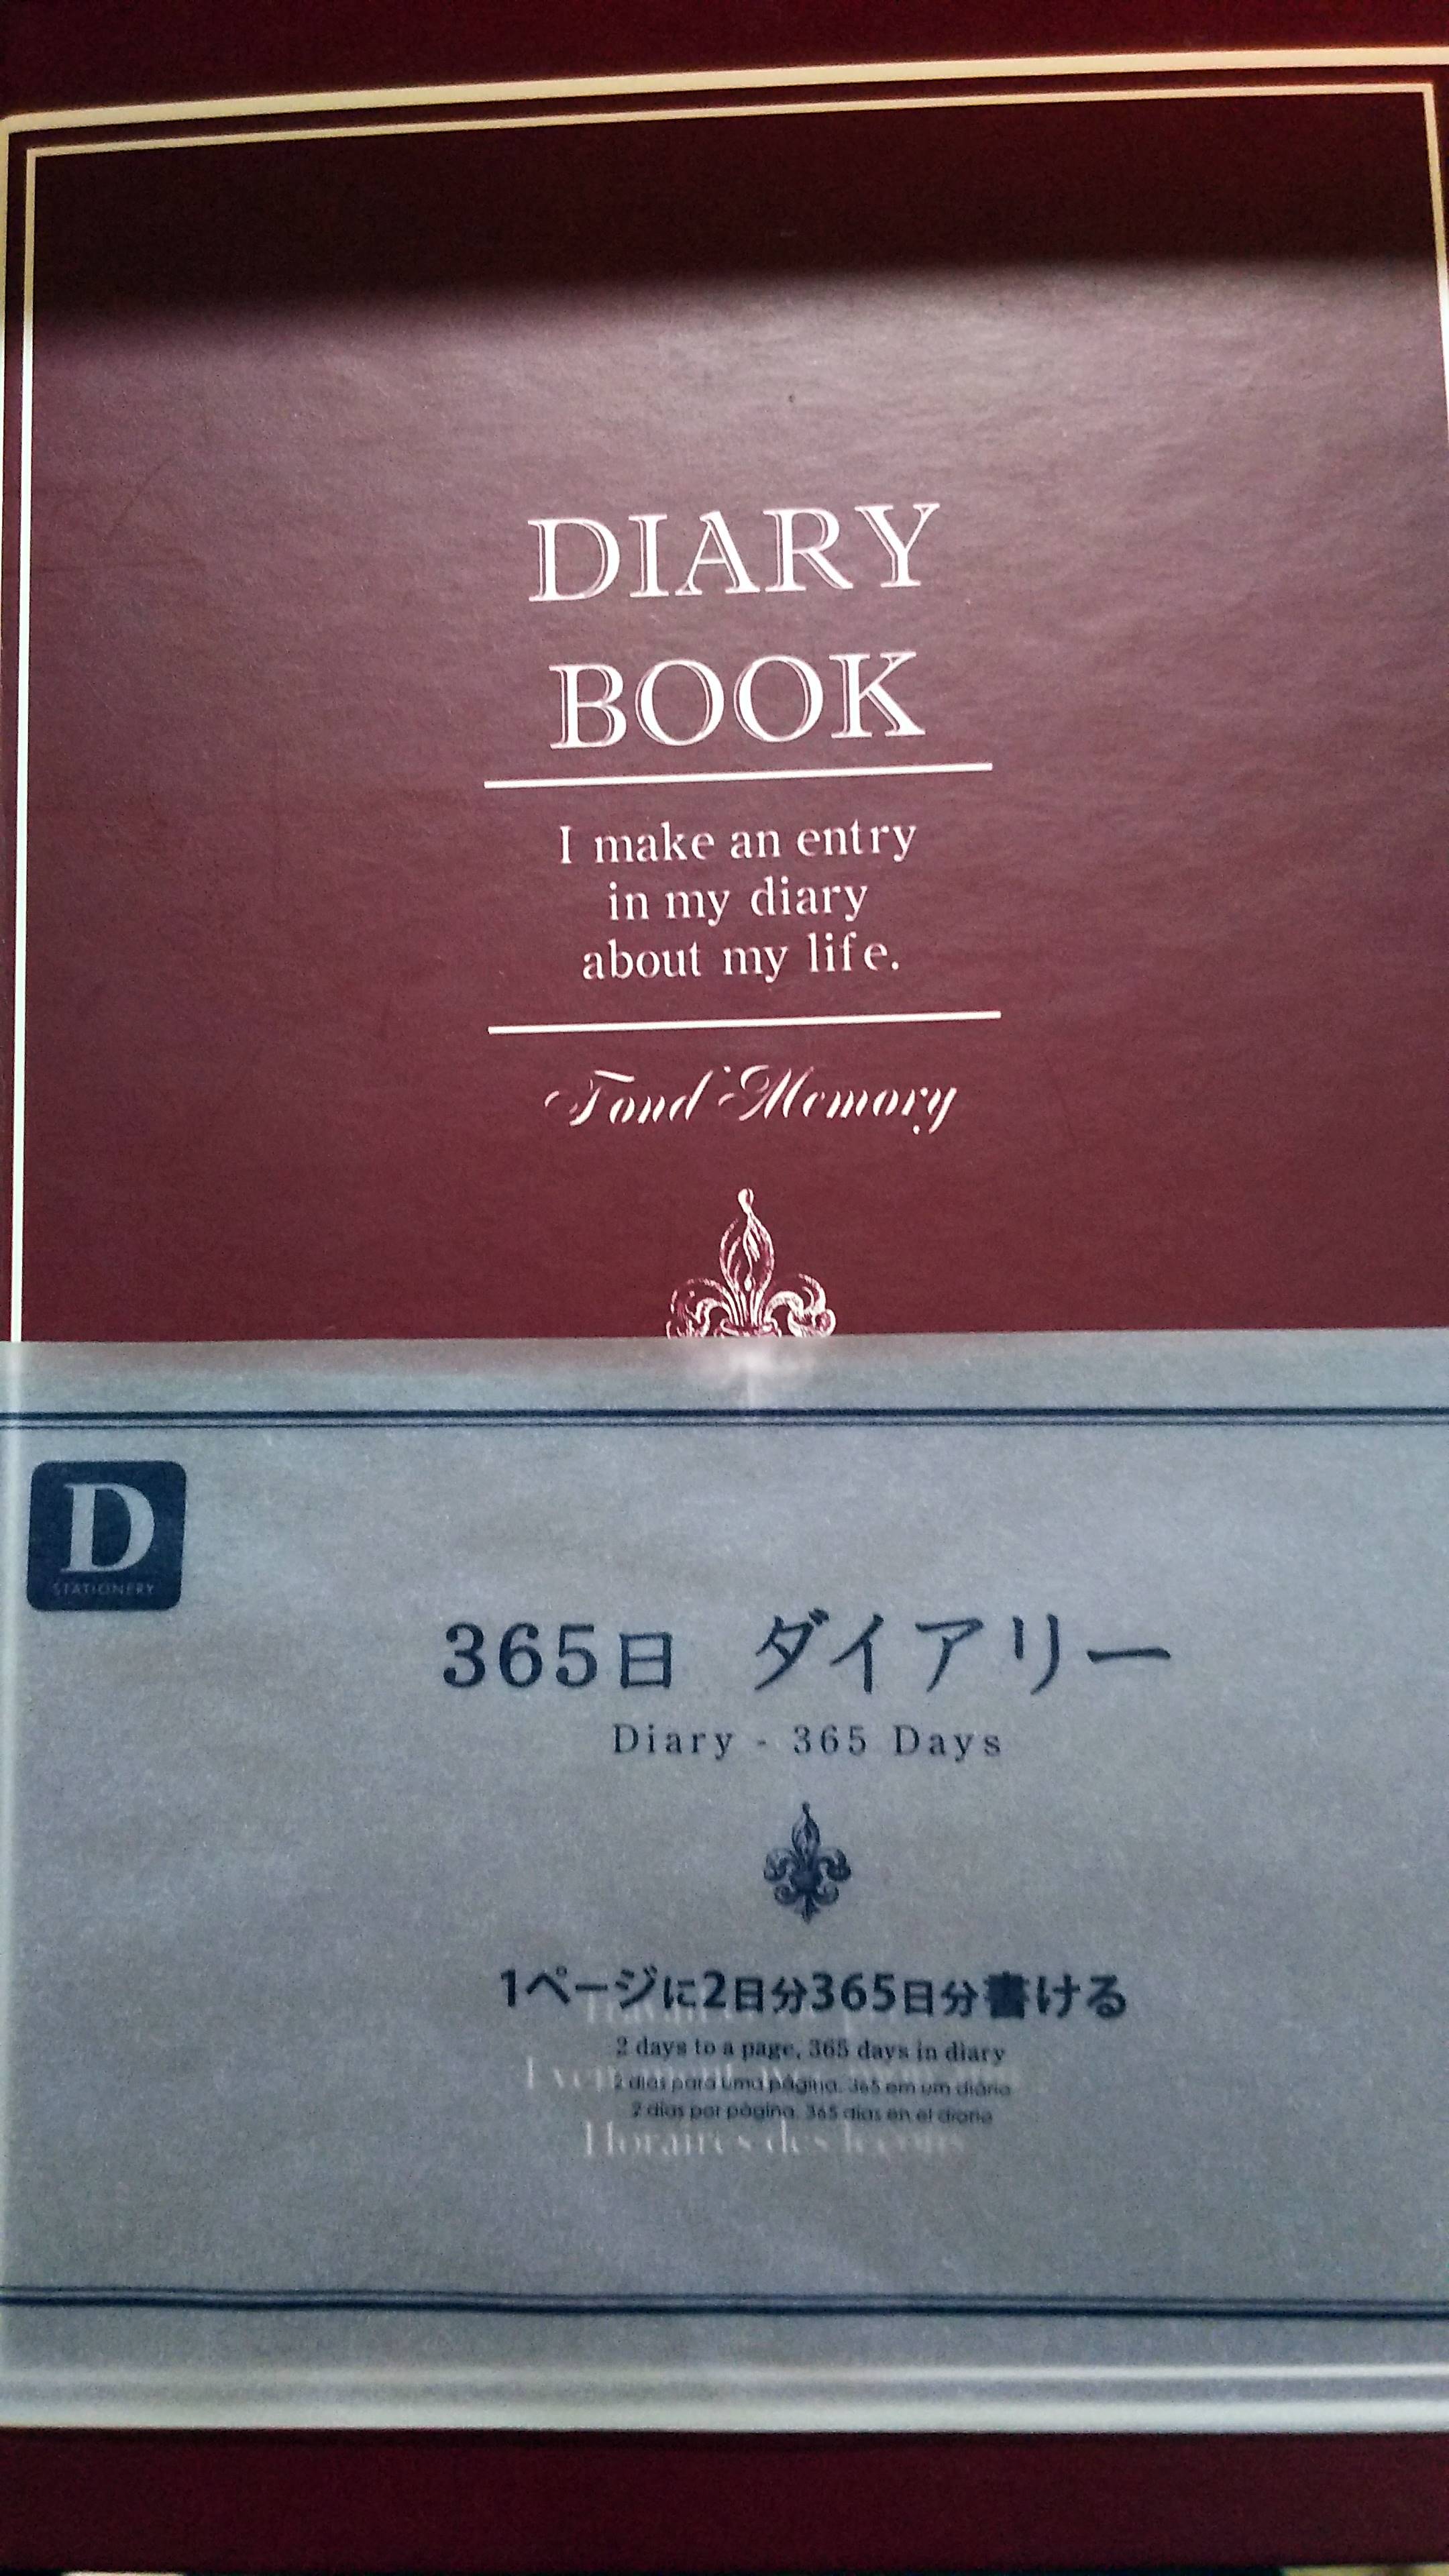 DIARY
BOOK
I make an entry
in my diary
about my life.
Fond Memory
D
STATIONERY
365日 ダイアリー
Diary - 365 Days
1ページに2日分365日分書ける
2 days to a page, 365 days in diary
2 dias para uma página, 365 em um diário
2 días por página, 365 días en el diario
Horaires des leçons